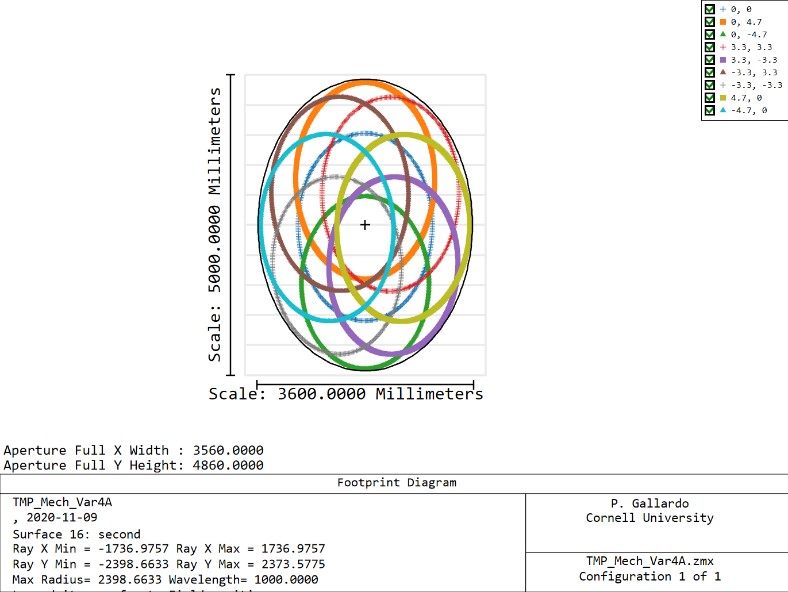 0, 0
0, 4.7
0, -4.7
3.3, 3.3
3.3, -3.3
-3.3, 3.3
-3.3, -3.3
4.7, 0
-4.7, 0
Scale: 5000.0000 Millimeters
Scale: 3600.0000 Millimeters
Aperture Full X Width : 3560.0000
Aperture Full Y Height: 4860.0000
Footprint Diagram
TMP_Mech_Var4A
, 2020-11-09
Surface 16: second
Ray X Min = -1736.9757 Ray X Max = 1736.9757
Ray Y Min = -2398.6633 Ray Y Max = 2373.5775
Max Radius= 2398.6633 Wavelength= 1000.0000
P. Gallardo
Cornell University
TMP_Mech_Var4A.zmx
Configuration 1 of 1